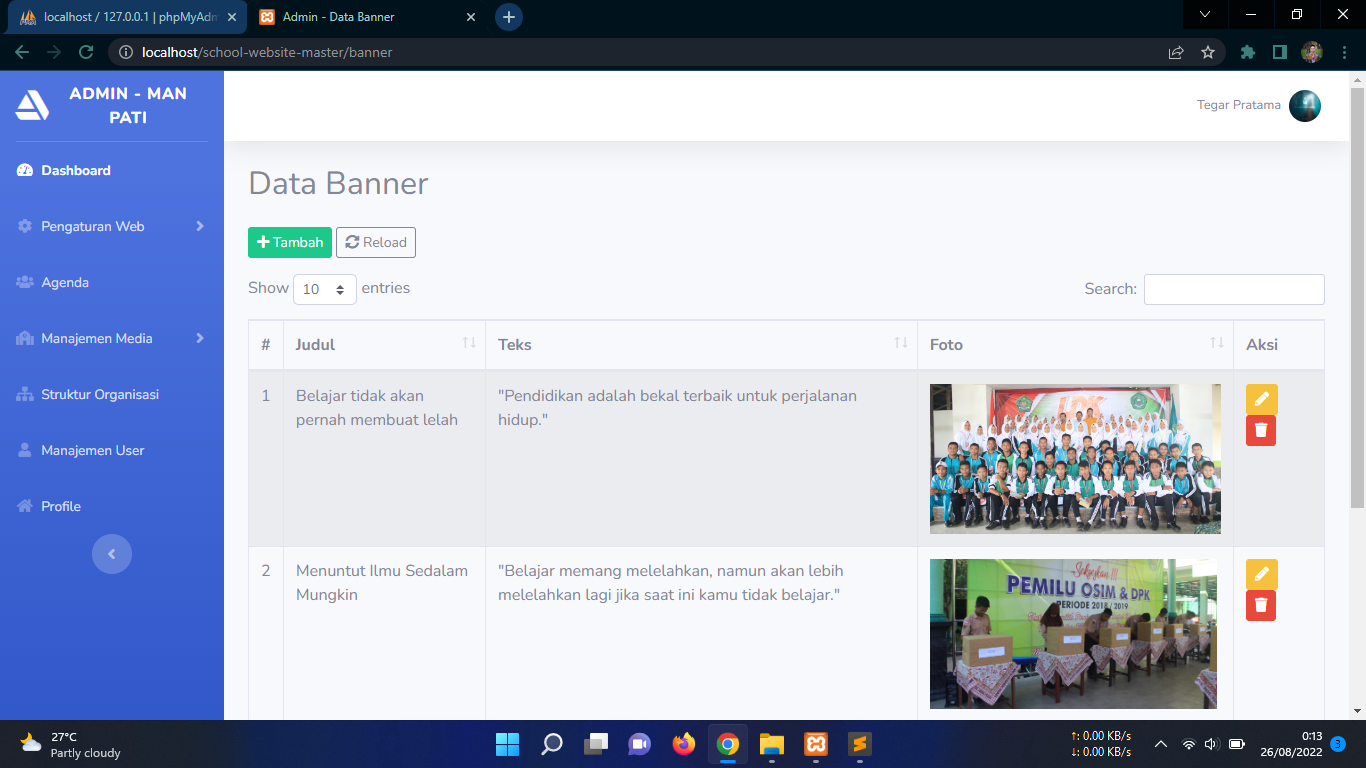 localhost / 127.0.0.1 | phpMyAdm
Admin - Data Banner
localhost/school-website-master/banner
ADMIN - MAN
PATI
Tegar Pratama
Dashboard
Pengaturan Web
Agenda
Manajemen Media
Struktur Organisasi
Manajemen User
Profile
Data Banner
Tambah
Reload
Show 10 entries
Search:
# Judul Teks Foto Aksi
1 Belajar tidak akan "Pendidikan adalah bekal terbaik untuk perjalanan
pernah membuat lelah hidup."
2 Menuntut Ilmu Sedalam "Belajar memang melelahkan, namun akan lebih
Mungkin melelahkan lagi jika saat ini kamu tidak belajar."
Sukseskan !!!
PEMILU OSIM & DPK
PERIODE 2018 / 2019
27°C
Partly cloudy
↑: 0.00 KB/s
↓: 0.00 KB/s
0:13
26/08/2022
3